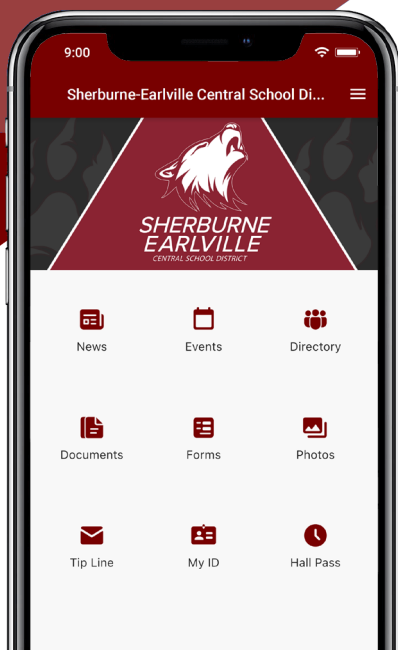 9:00
Sherburne-Earlville Central School Di...
SHERBURNE
EARLVILLE
CENTRAL SCHOOL DISTRICT
News
Events
Directory
Documents
Forms
Photos
Tip Line
My ID
Hall Pass